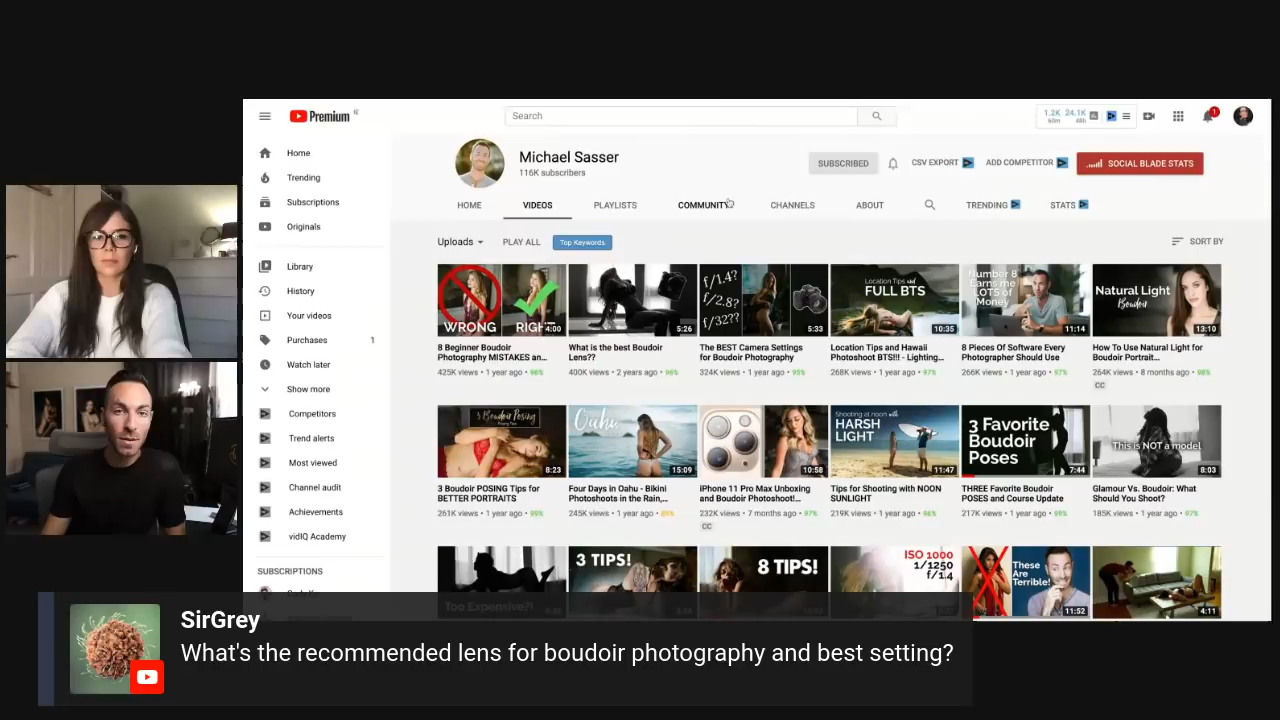 Premium
Search
1.2K 24.1K
60m 48h
1
Home
Trending
Subscriptions
Originals
Library
History
Your videos
Purchases 1
Watch later
Show more
Competitors
Trend alerts
Most viewed
Channel audit
Achievements
vidIQ Academy
SUBSCRIPTIONS
Michael Sasser
116K subscribers
SUBSCRIBED
CSV EXPORT
ADD COMPETITOR
SOCIAL BLADE STATS
HOME
VIDEOS
PLAYLISTS
COMMUNITY
CHANNELS
ABOUT
TRENDING
STATS
Uploads
PLAY ALL
Top Keywords
SORT BY
WRONG RIGHT
4:00
8 Beginner Boudoir
Photography MISTAKES an...
425K views • 1 year ago • 98%
5:26
What is the best Boudoir
Lens??
400K views • 2 years ago • 96%
f/1.4?
f/2.8?
f/32??
5:33
The BEST Camera Settings
for Boudoir Photography
324K views • 1 year ago • 95%
Location Tips and
FULL BTS
10:35
Location Tips and Hawaii
Photoshoot BTS!!! - Lighting...
268K views • 1 year ago • 97%
Number 8
Earns me
LOTS of
Money
11:14
8 Pieces Of Software Every
Photographer Should Use
266K views • 1 year ago • 97%
Natural Light
Boudoir
13:10
How To Use Natural Light for
Boudoir Portrait...
264K views • 8 months ago • 98%
CC
3 Boudoir Posing
8:23
3 Boudoir POSING Tips for
BETTER PORTRAITS
261K views • 1 year ago • 99%
Oahu
15:09
Four Days in Oahu - Bikini
Photoshoots in the Rain,...
245K views • 1 year ago • 89%
10:58
iPhone 11 Pro Max Unboxing
and Boudoir Photoshoot!...
232K views • 7 months ago • 97%
CC
Shooting at noon with
HARSH
LIGHT
11:47
Tips for Shooting with NOON
SUNLIGHT
219K views • 1 year ago • 96%
3 Favorite
Boudoir
Poses
7:44
THREE Favorite Boudoir
POSES and Course Update
217K views • 1 year ago • 99%
This is NOT a model
8:03
Glamour Vs. Boudoir: What
Should You Shoot?
185K views • 1 year ago • 97%
Too Expensive?!
3 TIPS!
8 TIPS!
ISO 1000
1/1250
f/1.4
These
Are
Terrible!
11:52
4:11
SirGrey
What's the recommended lens for boudoir photography and best setting?